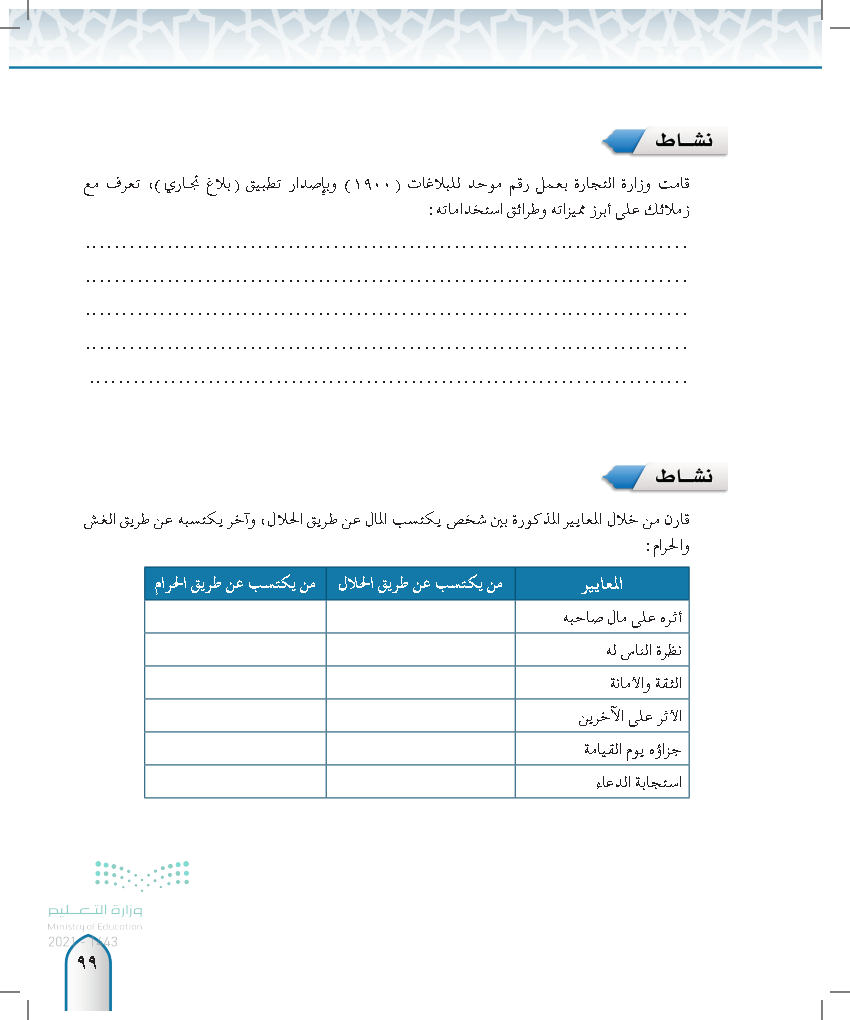 نشـــاط
قامت وزارة التجارة بعمل رقم موحد للبلاغات (١٩٠٠) وبإصدار تطبيق (بلاغ تجاري)، تعرف مع
زملائك على أبرز مميزاته وطرائق استخداماته:
................................................................................
................................................................................
................................................................................
................................................................................
................................................................................
نشـــاط
قارن من خلال المعايير المذكورة بين شخص يكتسب المال عن طريق الحلال، وآخر يكتسبه عن طريق الغش
والحرام:
المعايير من يكتسب عن طريق الحلال من يكتسب عن طريق الحرام
أثره على مال صاحبه
نظرة الناس له
الثقة والأمانة
الأثر على الآخرين
جزاؤه يوم القيامة
استجابة الدعاء
وزارة التعـــليم
Ministry of Education
2021 - 1443
٩٩